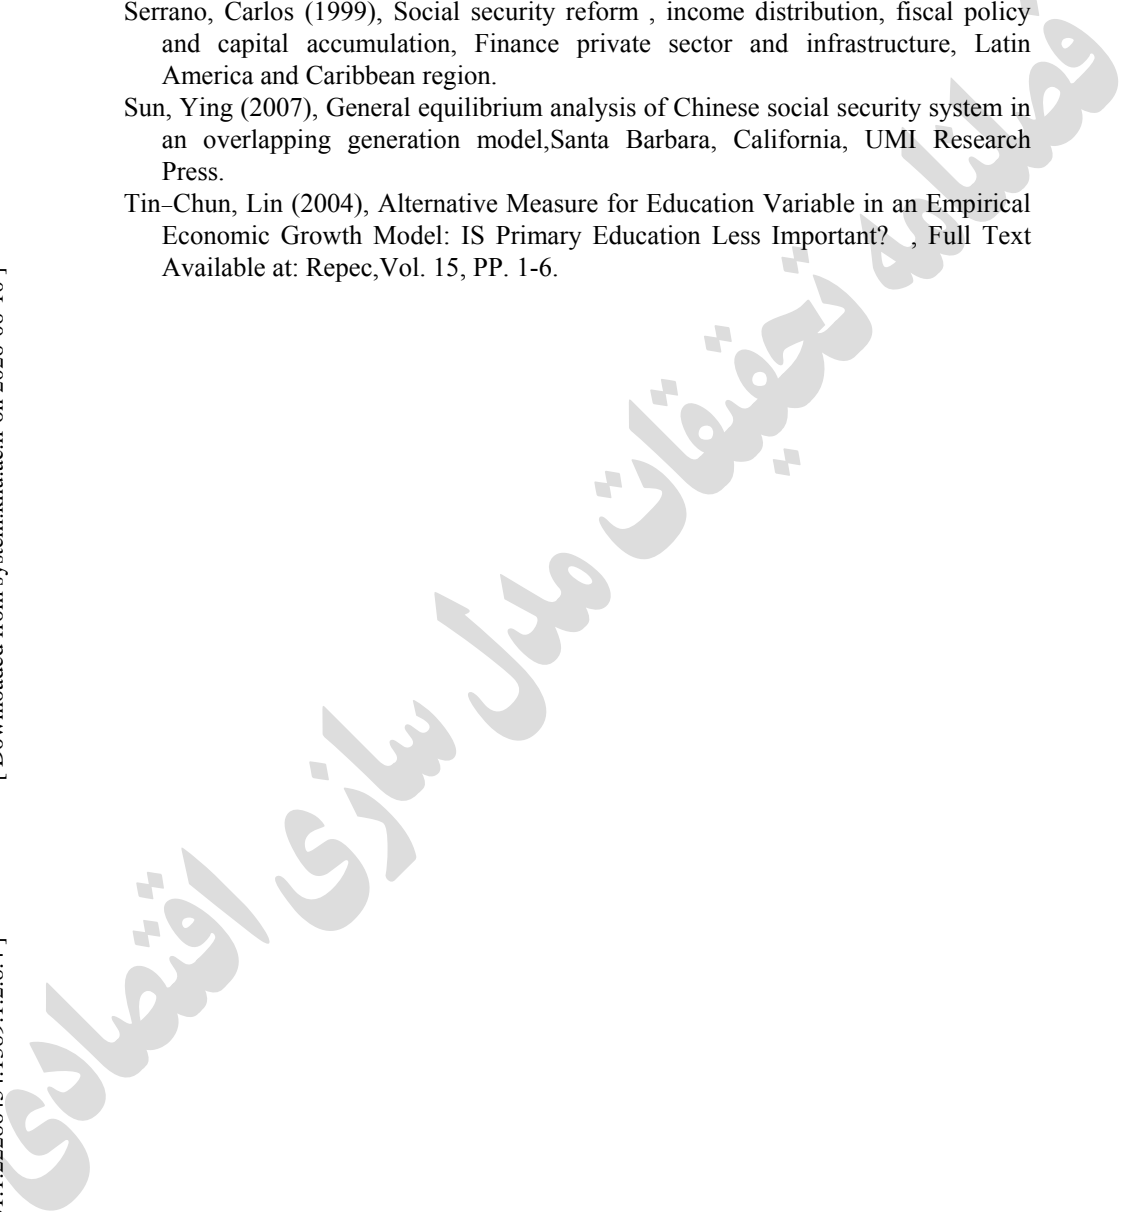 Serrano, Carlos (1999), Social security reform , income distribution, fiscal policy
and capital accumulation, Finance private sector and infrastructure, Latin
America and Caribbean region.
Sun, Ying (2007), General equilibrium analysis of Chinese social security system in
an overlapping generation model,Santa Barbara, California, UMI Research
Press.
Tin–Chun, Lin (2004), Alternative Measure for Education Variable in an Empirical
Economic Growth Model: IS Primary Education Less Important? , Full Text
Available at: Repec,Vol. 15, PP. 1-6.
فصلنامه تحقیقات مدل سازی اقتصادی